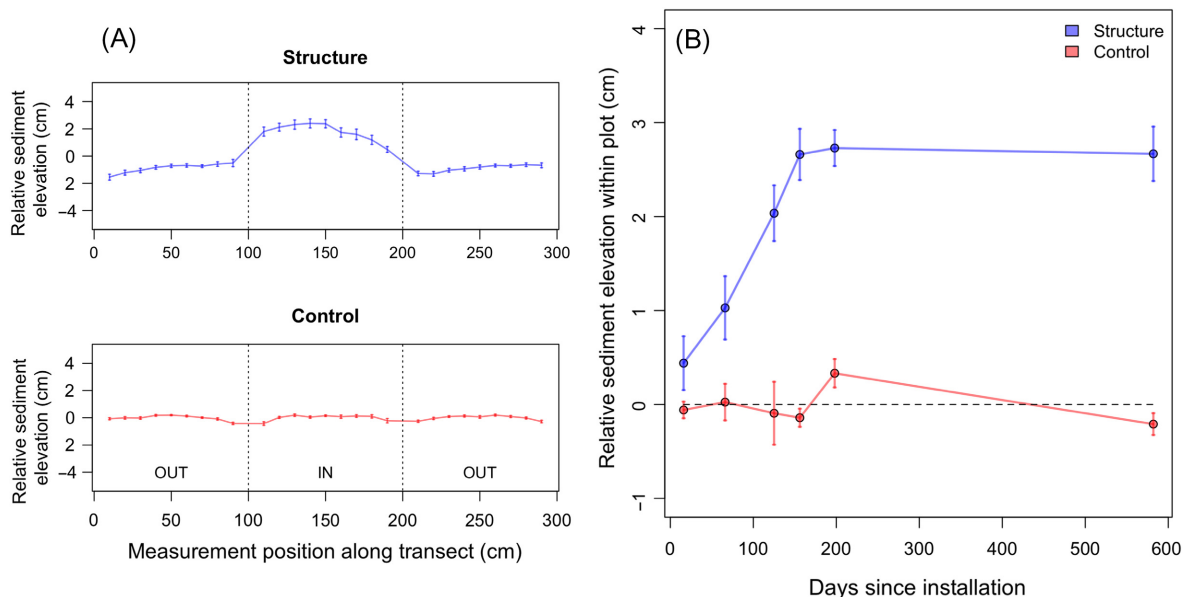 (A)
Structure
Relative sediment
elevation (cm)
4
2
0
2
−4
0 50 100 150 200 250 300
Control
Relative sediment
elevation (cm)
4
2
0
2
−4
OUT IN OUT
0 50 100 150 200 250 300
Measurement position along transect (cm)
(B)
Structure
Control
Relative sediment elevation within plot (cm)
4
3
2
1
0
−1
0 100 200 300 400 500 600
Days since installation